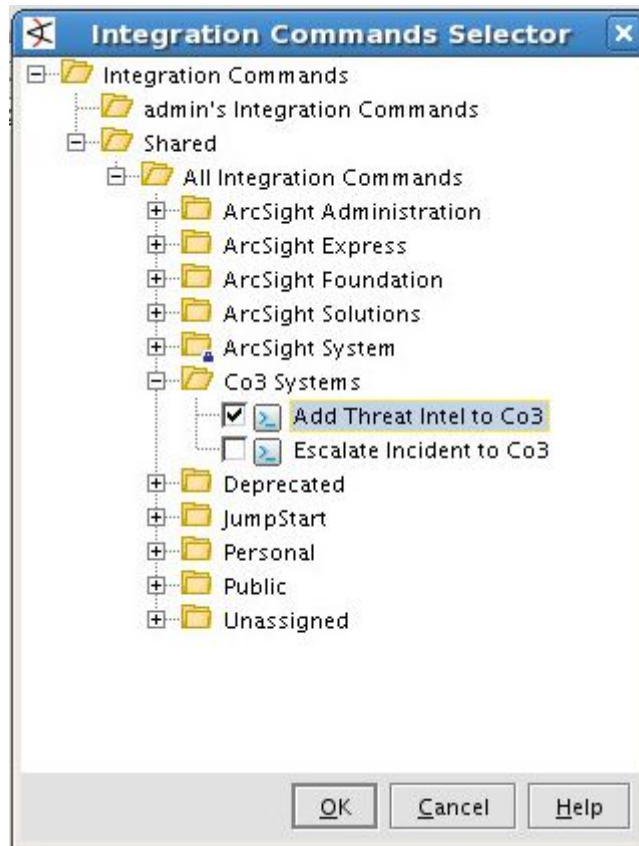 Integration Commands Selector
Integration Commands
admin's Integration Commands
Shared
All Integration Commands
ArcSight Administration
ArcSight Express
ArcSight Foundation
ArcSight Solutions
ArcSight System
Co3 Systems
Add Threat Intel to Co3
Escalate Incident to Co3
Deprecated
JumpStart
Personal
Public
Unassigned
OK Cancel Help